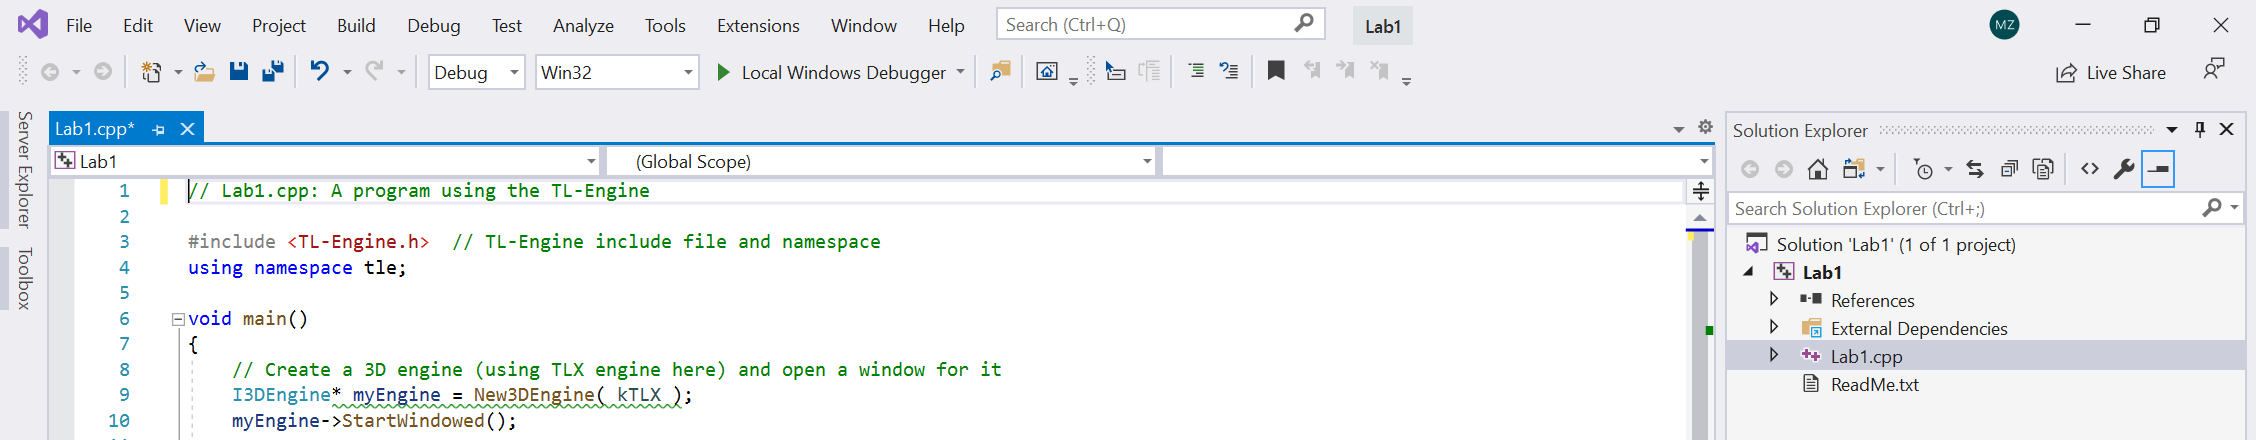 File Edit View Project Build Debug Test Analyze Tools Extensions Window Help Search (Ctrl+Q) Lab1 MZ
Debug Win32 Local Windows Debugger Live Share
Server Explorer
Toolbox
Lab1.cpp*
Lab1 (Global Scope)
1 // Lab1.cpp: A program using the TL-Engine
2
3 #include <TL-Engine.h> // TL-Engine include file and namespace
4 using namespace tle;
5
6 void main()
7 {
8 // Create a 3D engine (using TLX engine here) and open a window for it
9 I3DEngine* myEngine = New3DEngine( kTLX );
10 myEngine->StartWindowed();
Solution Explorer
Search Solution Explorer (Ctrl+;)
Solution 'Lab1' (1 of 1 project)
Lab1
References
External Dependencies
Lab1.cpp
ReadMe.txt